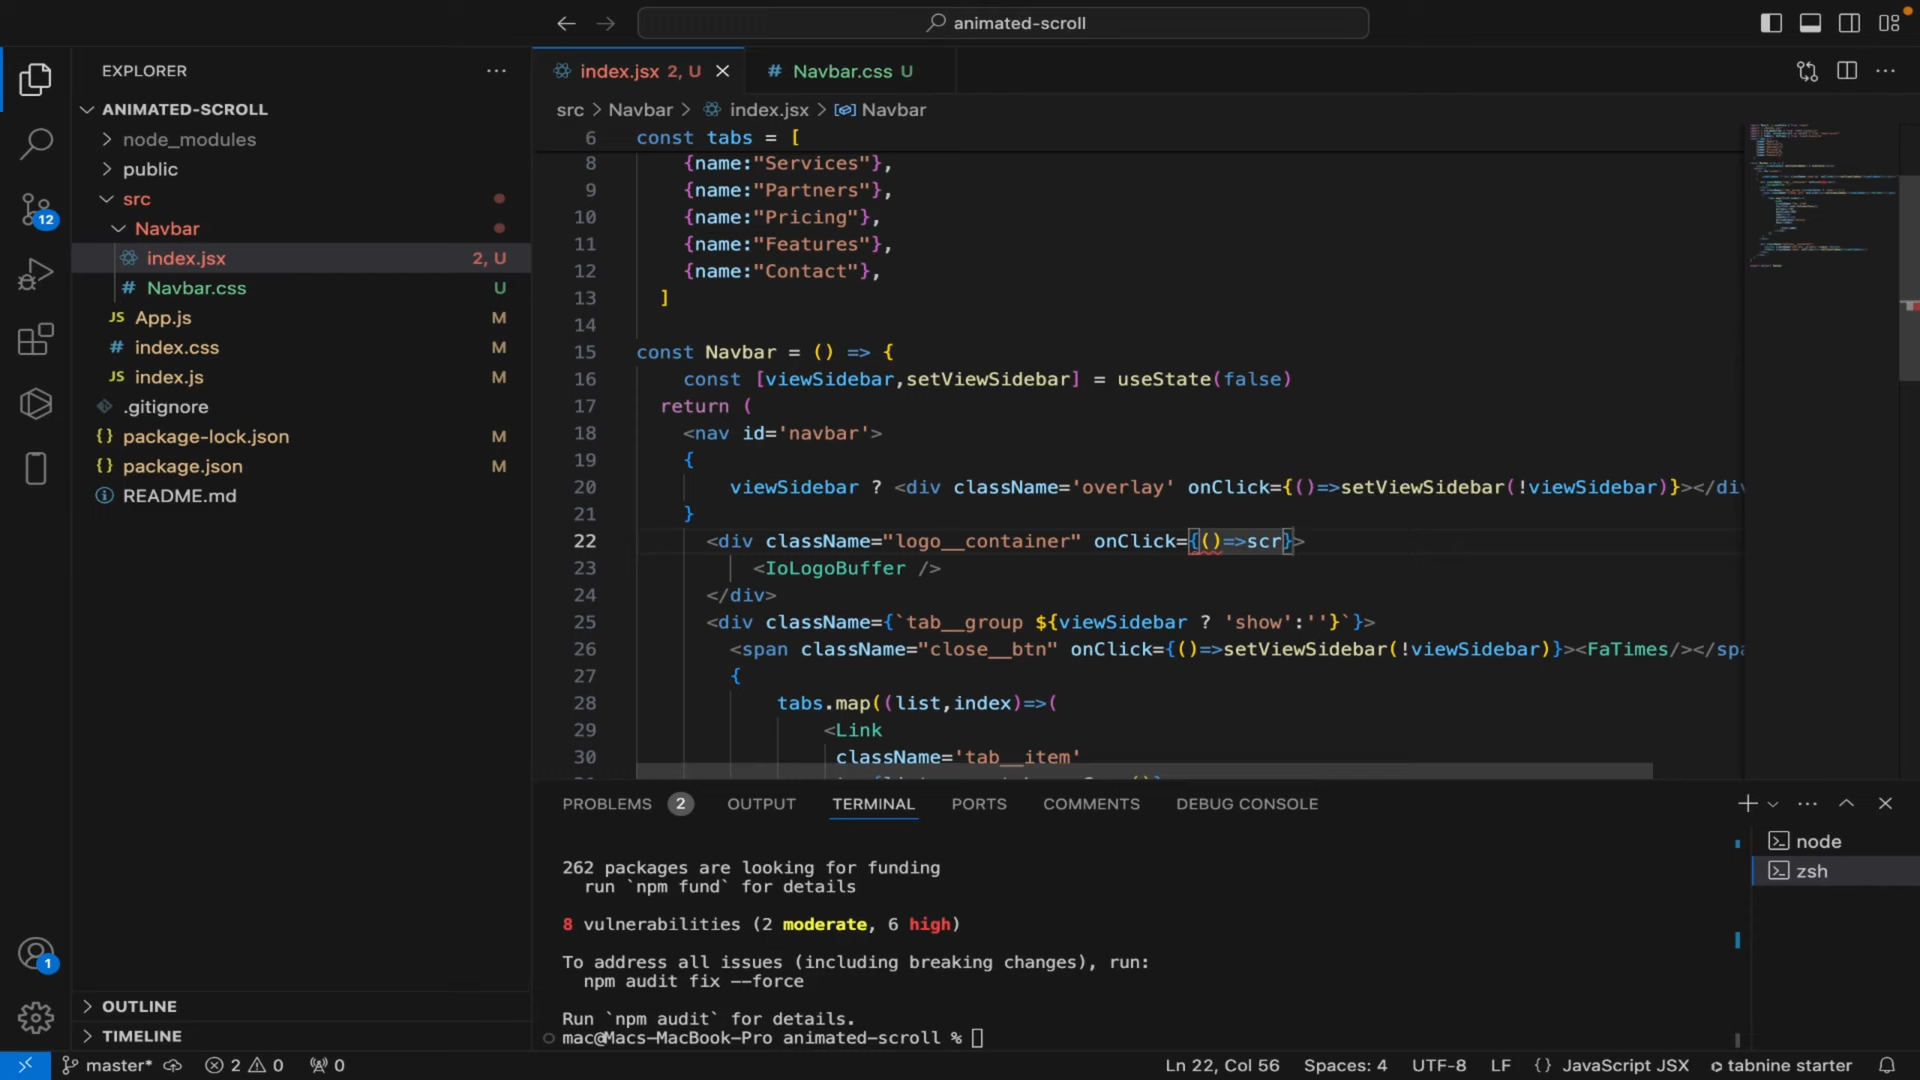 animated-scroll
EXPLORER
ANIMATED-SCROLL
node_modules
public
src
Navbar
index.jsx 2, U
Navbar.css U
App.js M
index.css M
index.js M
.gitignore
package-lock.json M
package.json M
README.md
OUTLINE
TIMELINE
12
1
index.jsx 2, U
Navbar.css U
src > Navbar > index.jsx > Navbar
6 const tabs = [
8 {name:"Services"},
9 {name:"Partners"},
10 {name:"Pricing"},
11 {name:"Features"},
12 {name:"Contact"},
13 ]
14
15 const Navbar = () => {
16 const [viewSidebar,setViewSidebar] = useState(false)
17 return (
18 <nav id='navbar'>
19 {
20 viewSidebar ? <div className='overlay' onClick={()=>setViewSidebar(!viewSidebar)}></div
21 }
22 <div className="logo__container" onClick={()=>scr}>
23 <IoLogoBuffer />
24 </div>
25 <div className={`tab__group ${viewSidebar ? 'show':''}`}>
26 <span className="close__btn" onClick={()=>setViewSidebar(!viewSidebar)}><FaTimes/></spa
27 {
28 tabs.map((list,index)=>(
29 <Link
30 className='tab__item'
PROBLEMS 2 OUTPUT TERMINAL PORTS COMMENTS DEBUG CONSOLE
262 packages are looking for funding
run `npm fund` for details
8 vulnerabilities (2 moderate, 6 high)
To address all issues (including breaking changes), run:
npm audit fix --force
Run `npm audit` for details.
mac@Macs-MacBook-Pro animated-scroll %
node
zsh
master* 2 0 0 Ln 22, Col 56 Spaces: 4 UTF-8 LF {} JavaScript JSX tabnine starter